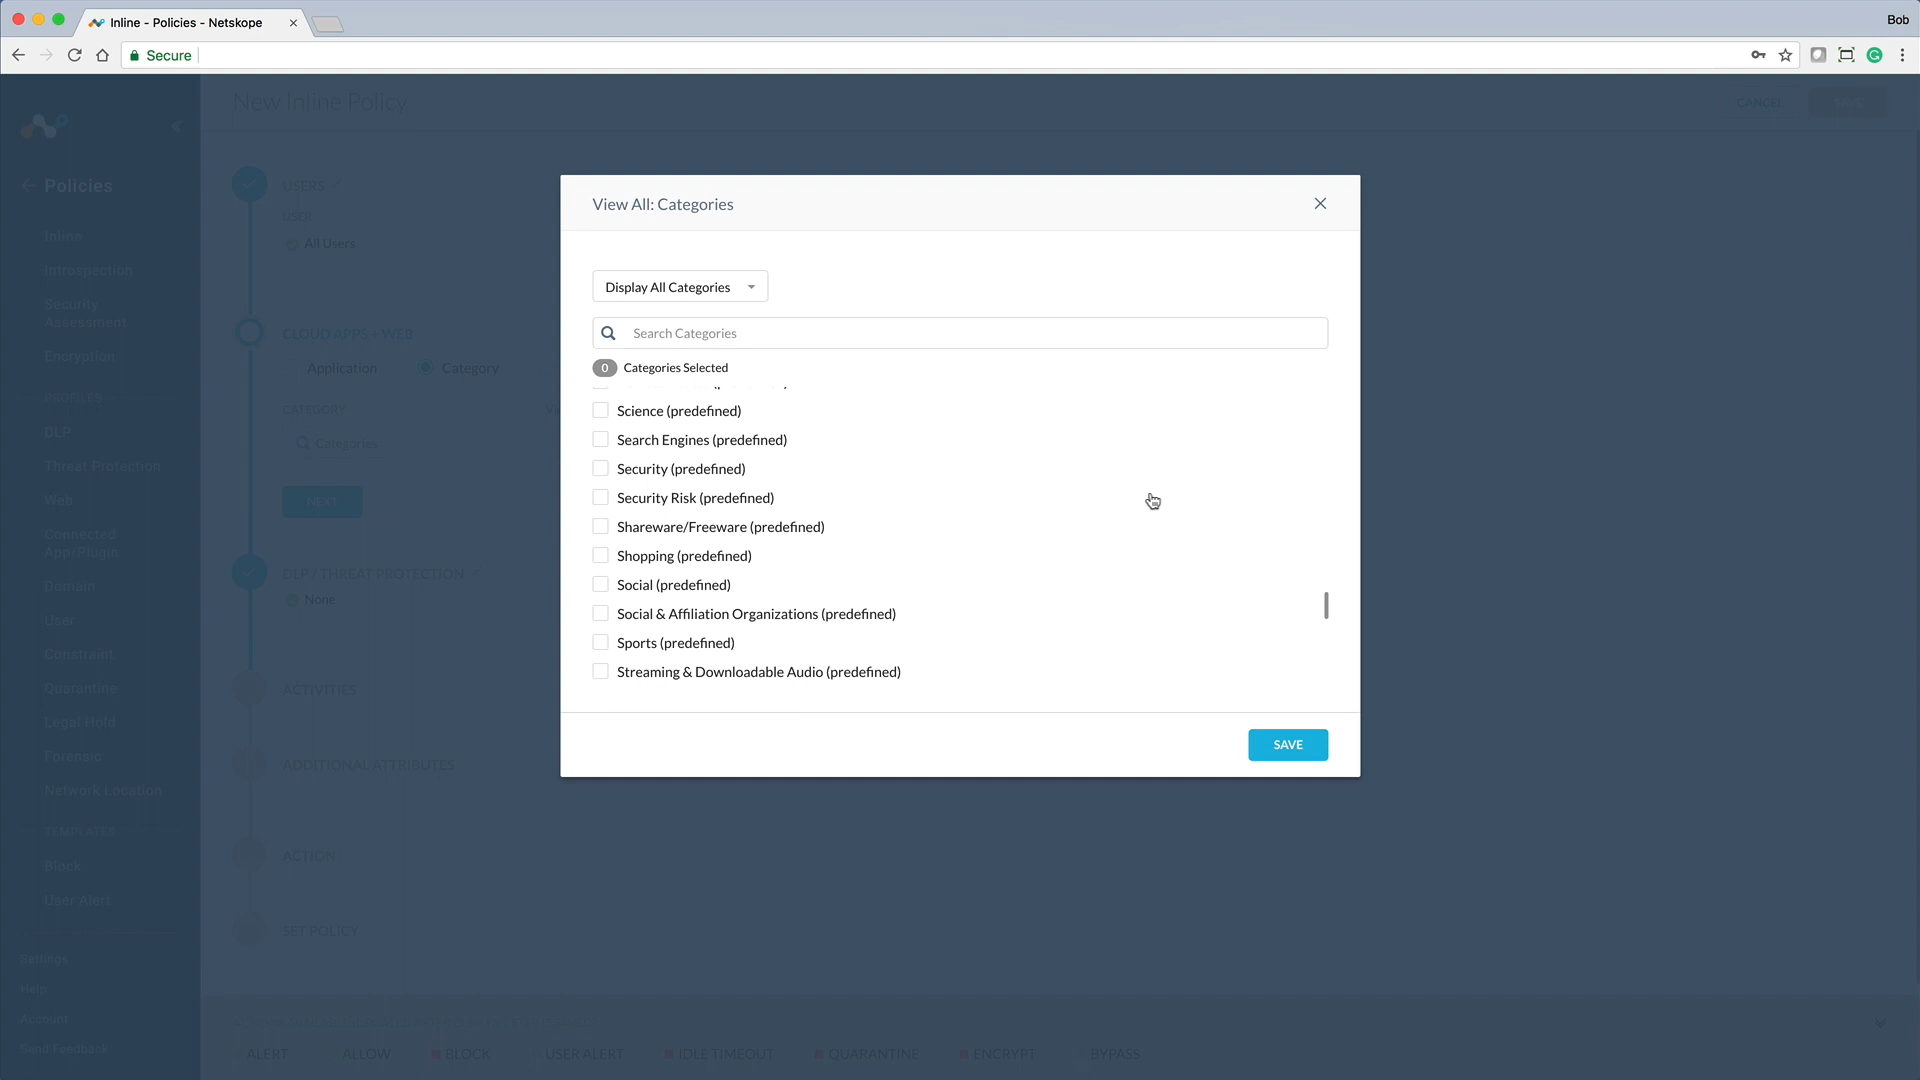 Inline - Policies - Netskope
Bob
Secure
New Inline Policy
CANCEL
SAVE
Policies
Inline
Introspection
Security
Assessment
Encryption
PROFILES
DLP
Threat Protection
Web
Connected
App/Plugin
Domain
User
Constraint
Quarantine
Legal Hold
Forensic
Network Location
TEMPLATES
Block
User Alert
Settings
Help
Account
Send Feedback
USERS
USER
All Users
CLOUD APPS + WEB
Application
Category
CATEGORY
Categories
NEXT
DLP / THREAT PROTECTION
None
ACTIVITIES
ADDITIONAL ATTRIBUTES
ACTION
SET POLICY
View All: Categories
Display All Categories
Search Categories
0 Categories Selected
Science (predefined)
Search Engines (predefined)
Security (predefined)
Security Risk (predefined)
Shareware/Freeware (predefined)
Shopping (predefined)
Social (predefined)
Social & Affiliation Organizations (predefined)
Sports (predefined)
Streaming & Downloadable Audio (predefined)
SAVE
ALERT ALLOW BLOCK USER ALERT IDLE TIMEOUT QUARANTINE ENCRYPT BYPASS